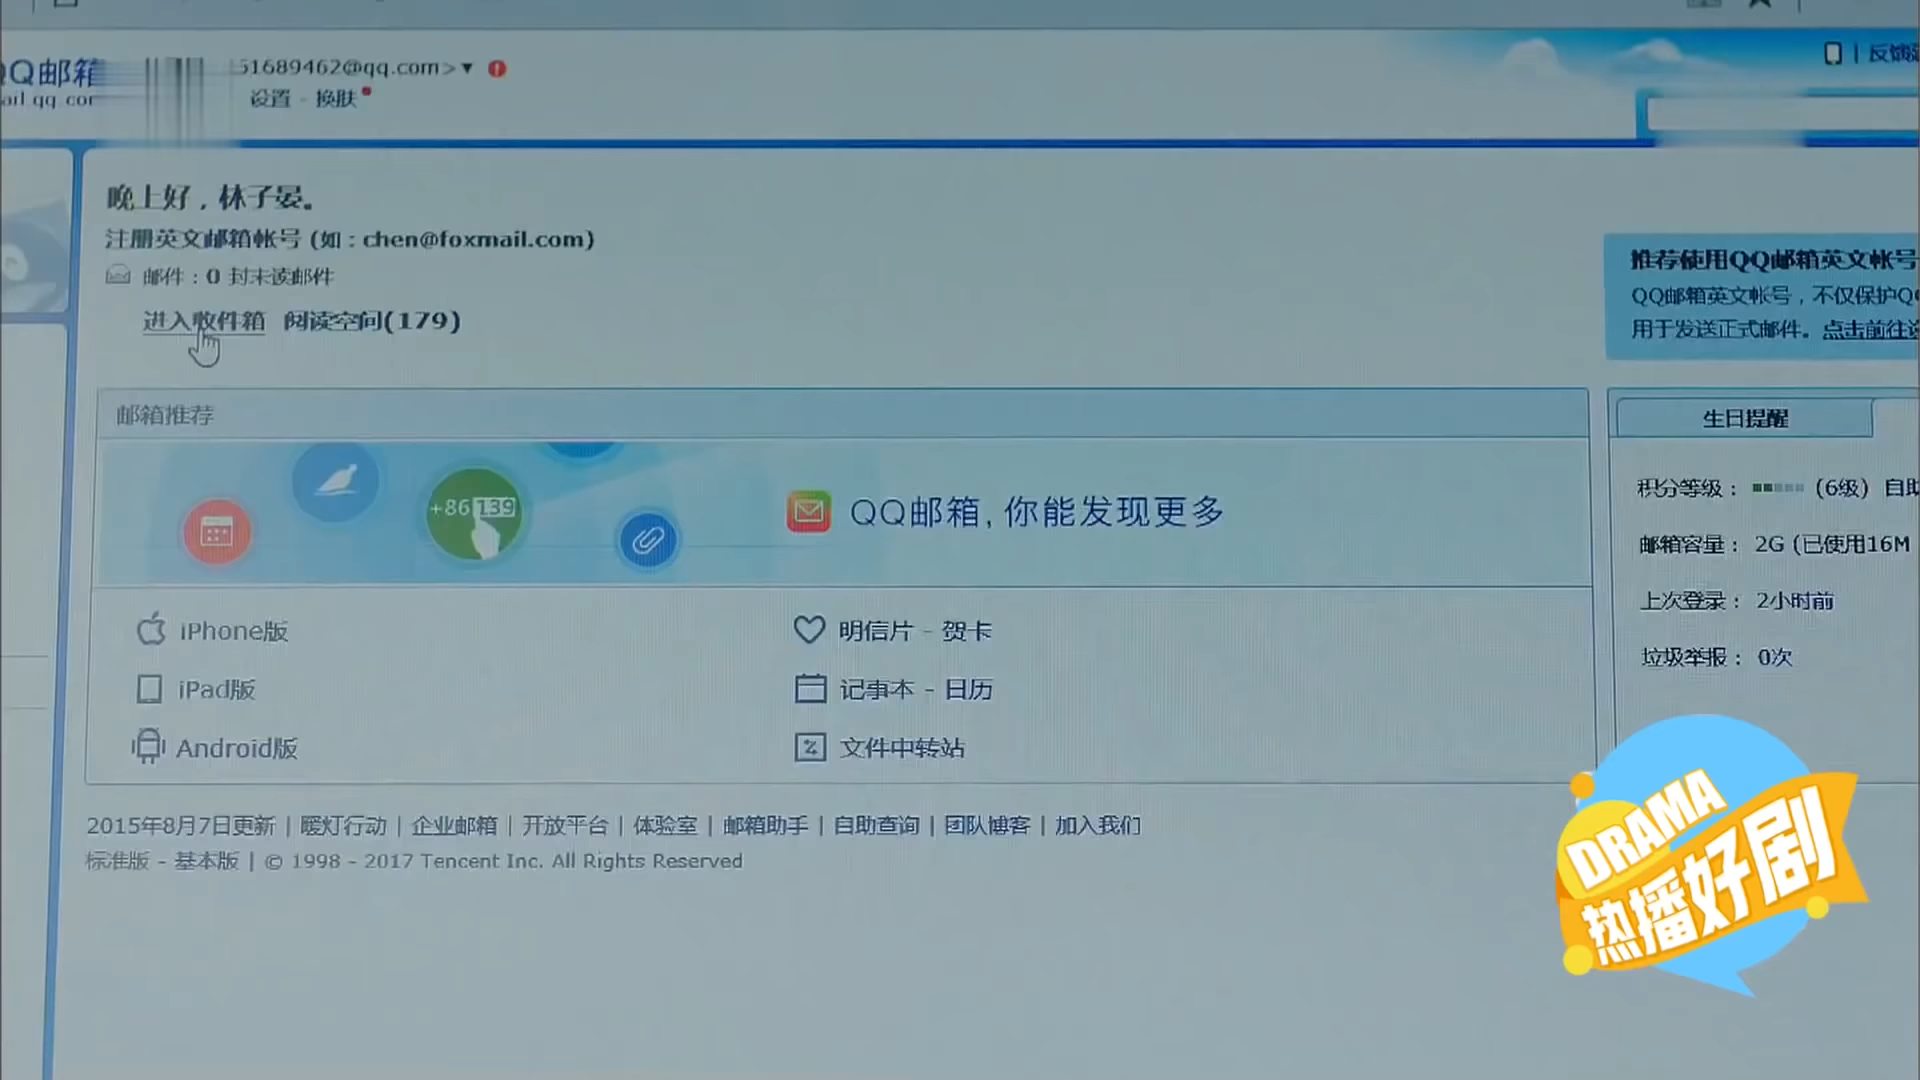 QQ邮箱
mail.qq.com
51689462@qq.com>
设置 - 换肤
反馈
晚上好，林子晏。
注册英文邮箱帐号 (如：chen@foxmail.com)
邮件：0 封未读邮件
进入收件箱 阅读空间(179)
推荐使用QQ邮箱英文帐号
QQ邮箱英文帐号，不仅保护Q
用于发送正式邮件。点击前往
邮箱推荐
+86 139
QQ邮箱, 你能发现更多
iPhone版
明信片 - 贺卡
iPad版
记事本 - 日历
Android版
文件中转站
生日提醒
积分等级： (6级) 自助
邮箱容量： 2G (已使用16M
上次登录： 2小时前
垃圾举报： 0次
2015年8月7日更新 | 暖灯行动 | 企业邮箱 | 开放平台 | 体验室 | 邮箱助手 | 自助查询 | 团队博客 | 加入我们
标准版 - 基本版 | © 1998 - 2017 Tencent Inc. All Rights Reserved
DRAMA
热播好剧